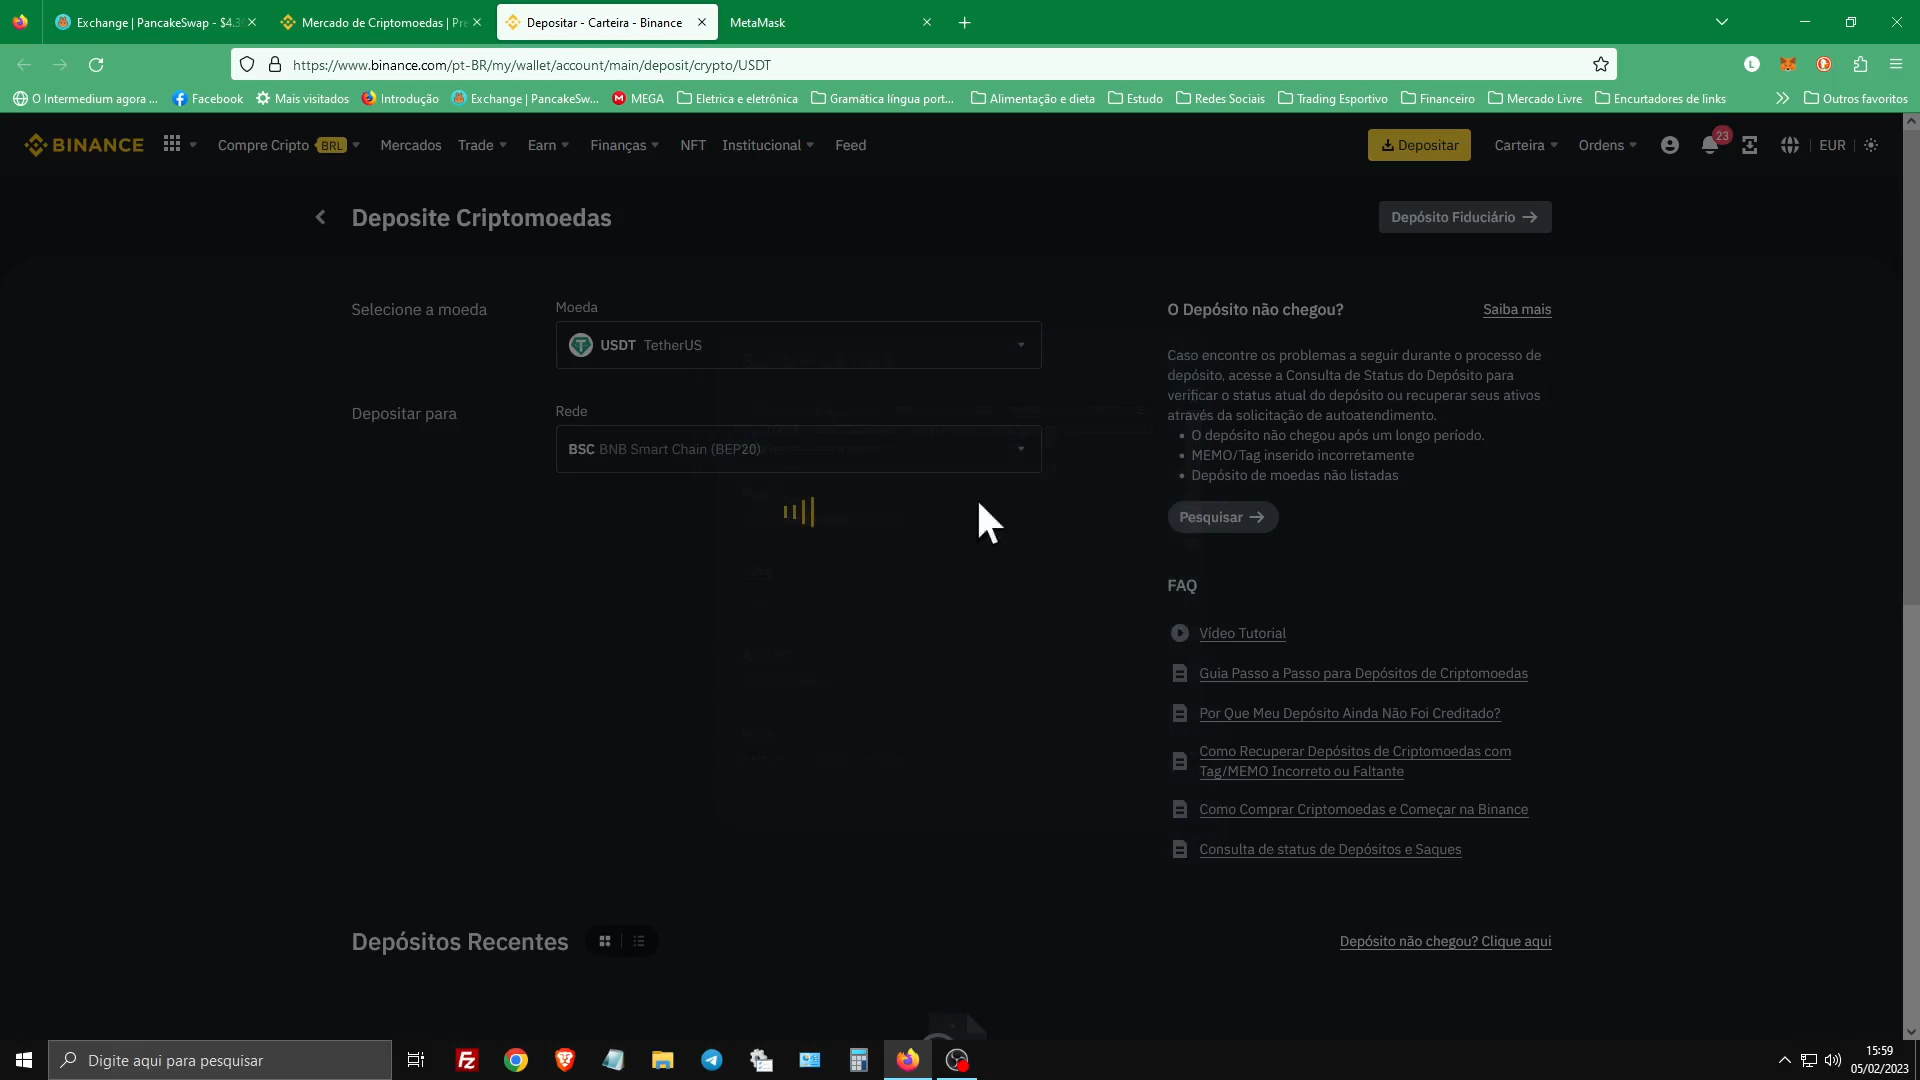 Exchange | PancakeSwap - $4.3
Mercado de Criptomoedas | Pre
Depositar - Carteira - Binance
MetaMask
https://www.binance.com/pt-BR/my/wallet/account/main/deposit/crypto/USDT
O Intermedium agora ...
Facebook
Mais visitados
Introdução
Exchange | PancakeSw...
MEGA
Eletrica e eletrônica
Gramática língua port...
Alimentação e dieta
Estudo
Redes Sociais
Trading Esportivo
Financeiro
Mercado Livre
Encurtadores de links
Outros favoritos
BINANCE
Compre Cripto BRL
Mercados
Trade
Earn
Finanças
NFT
Institucional
Feed
Depositar
Carteira
Ordens
23
EUR
Deposite Criptomoedas
Depósito Fiduciário
Selecione a moeda
Moeda
USDT TetherUS
Depositar para
Rede
BSC BNB Smart Chain (BEP20)
O Depósito não chegou?
Saiba mais
Caso encontre os problemas a seguir durante o processo de
depósito, acesse a Consulta de Status do Depósito para
verificar o status atual do depósito ou recuperar seus ativos
através da solicitação de autoatendimento.
• O depósito não chegou após um longo período.
• MEMO/Tag inserido incorretamente
• Depósito de moedas não listadas
Pesquisar
FAQ
Vídeo Tutorial
Guia Passo a Passo para Depósitos de Criptomoedas
Por Que Meu Depósito Ainda Não Foi Creditado?
Como Recuperar Depósitos de Criptomoedas com
Tag/MEMO Incorreto ou Faltante
Como Comprar Criptomoedas e Começar na Binance
Consulta de status de Depósitos e Saques
Depósitos Recentes
Depósito não chegou? Clique aqui
Digite aqui para pesquisar
15:59
05/02/2023